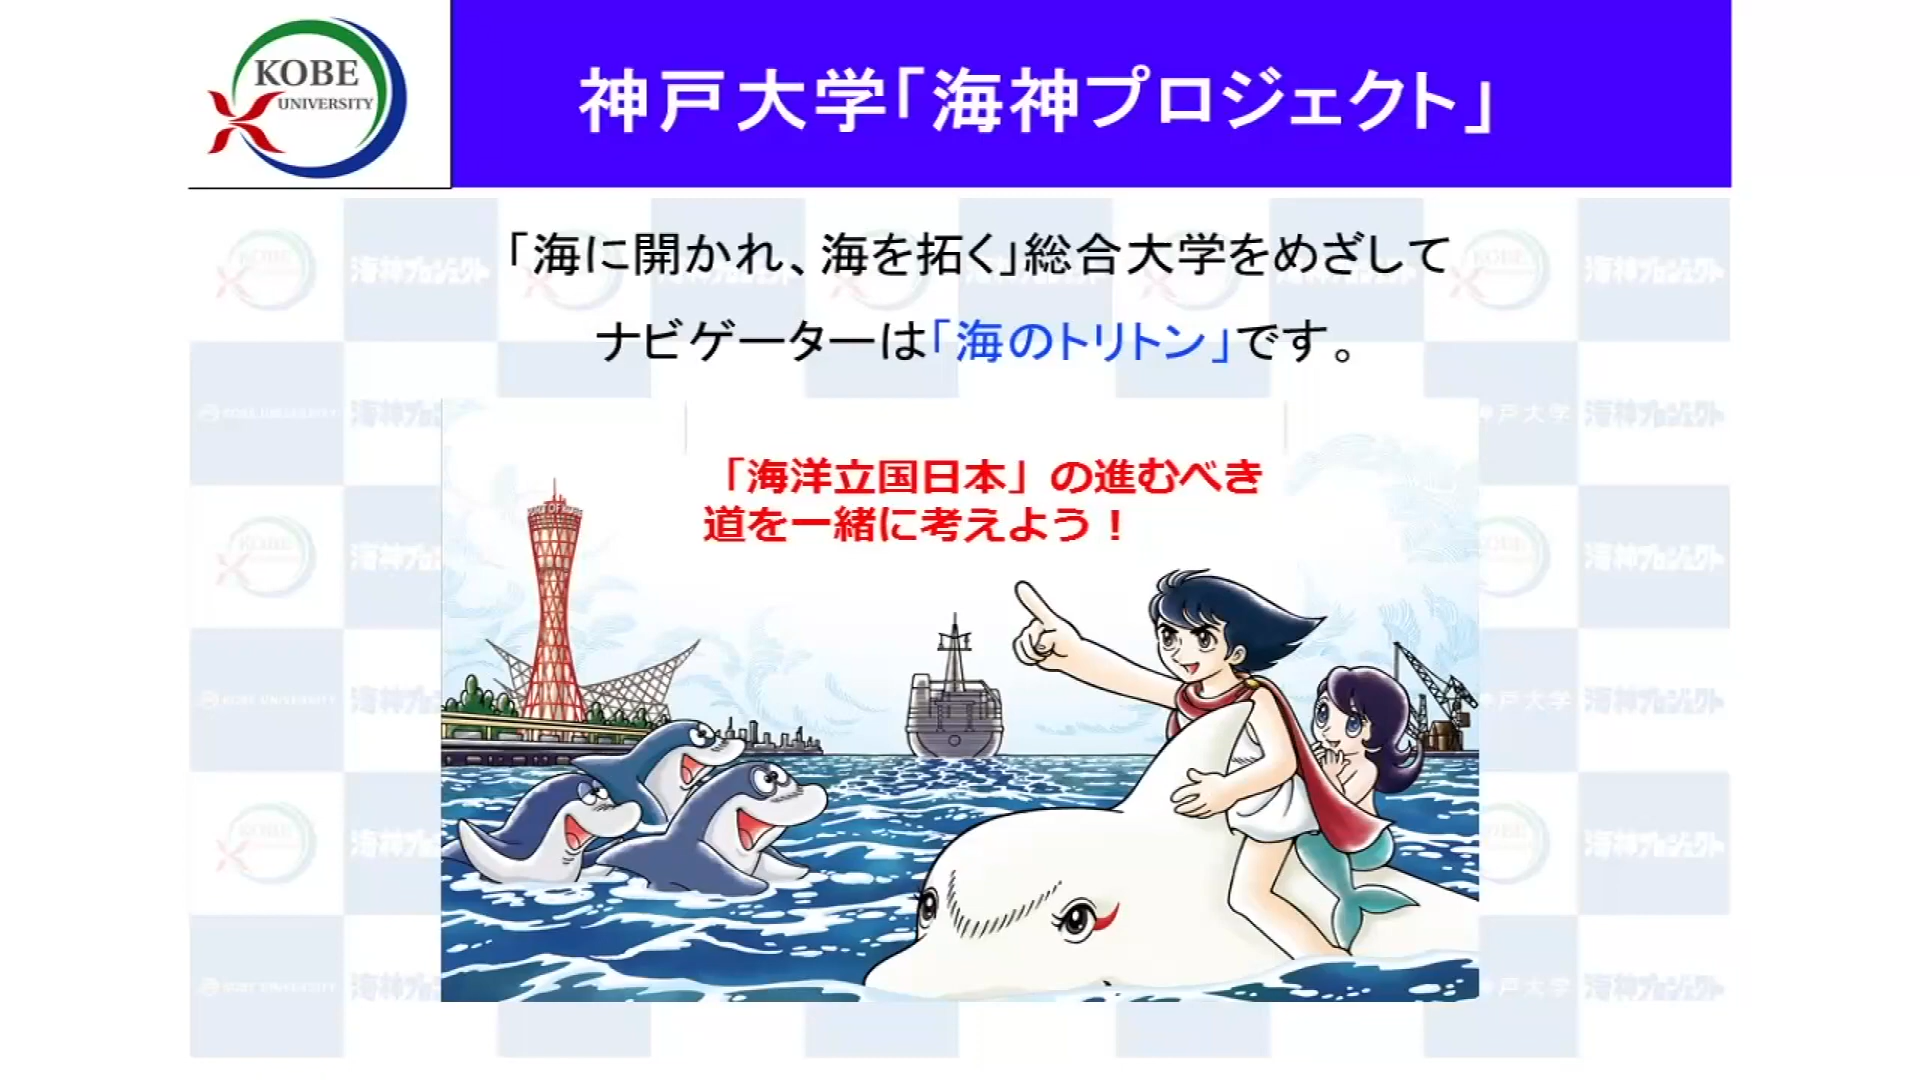 KOBE
UNIVERSITY
神戸大学「海神プロジェクト」
「海に開かれ、海を拓く」総合大学をめざして
ナビゲーターは「海のトリトン」です。
「海洋立国日本」の進むべき
道を一緒に考えよう！